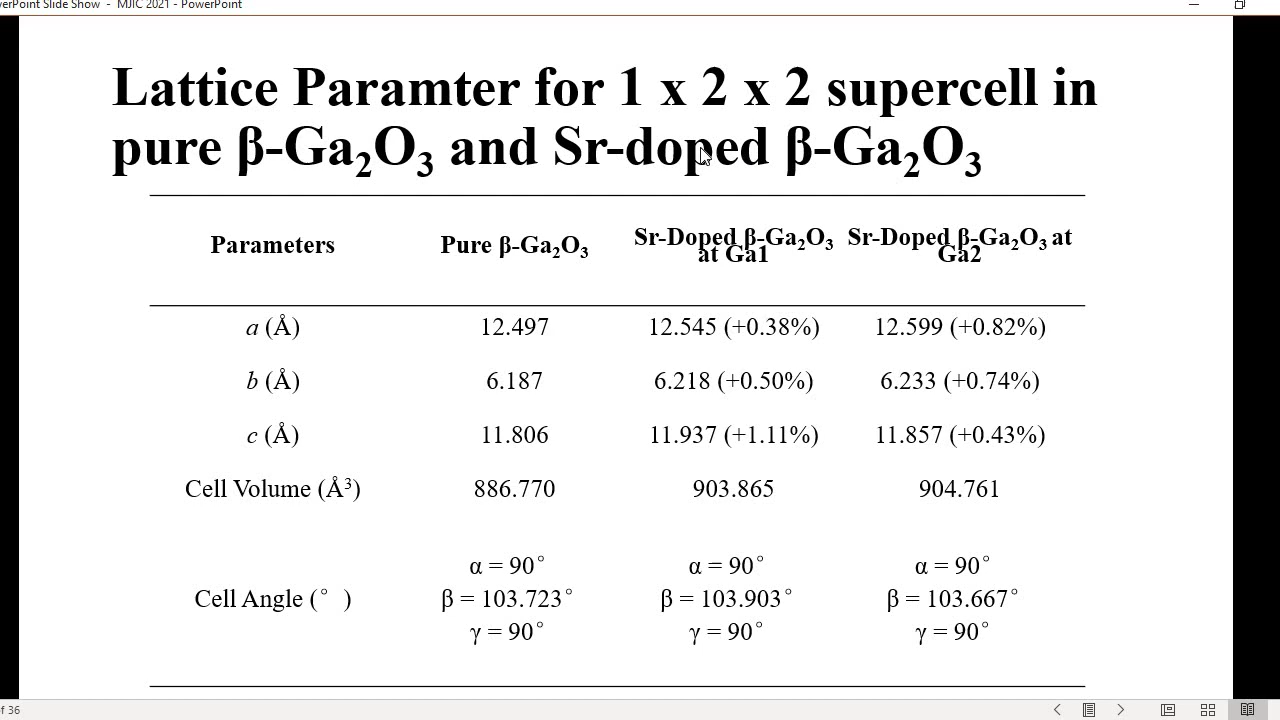 PowerPoint Slide Show - MJIC 2021 - PowerPoint
Lattice Paramter for 1 x 2 x 2 supercell in
pure β-Ga₂O₃ and Sr-doped β-Ga₂O₃
Parameters Pure β-Ga₂O₃ Sr-Doped β-Ga₂O₃ at Ga1 Sr-Doped β-Ga₂O₃ at Ga2
a (Å) 12.497 12.545 (+0.38%) 12.599 (+0.82%)
b (Å) 6.187 6.218 (+0.50%) 6.233 (+0.74%)
c (Å) 11.806 11.937 (+1.11%) 11.857 (+0.43%)
Cell Volume (Å³) 886.770 903.865 904.761
α = 90° α = 90° α = 90°
Cell Angle (°) β = 103.723° β = 103.903° β = 103.667°
γ = 90° γ = 90° γ = 90°
of 36